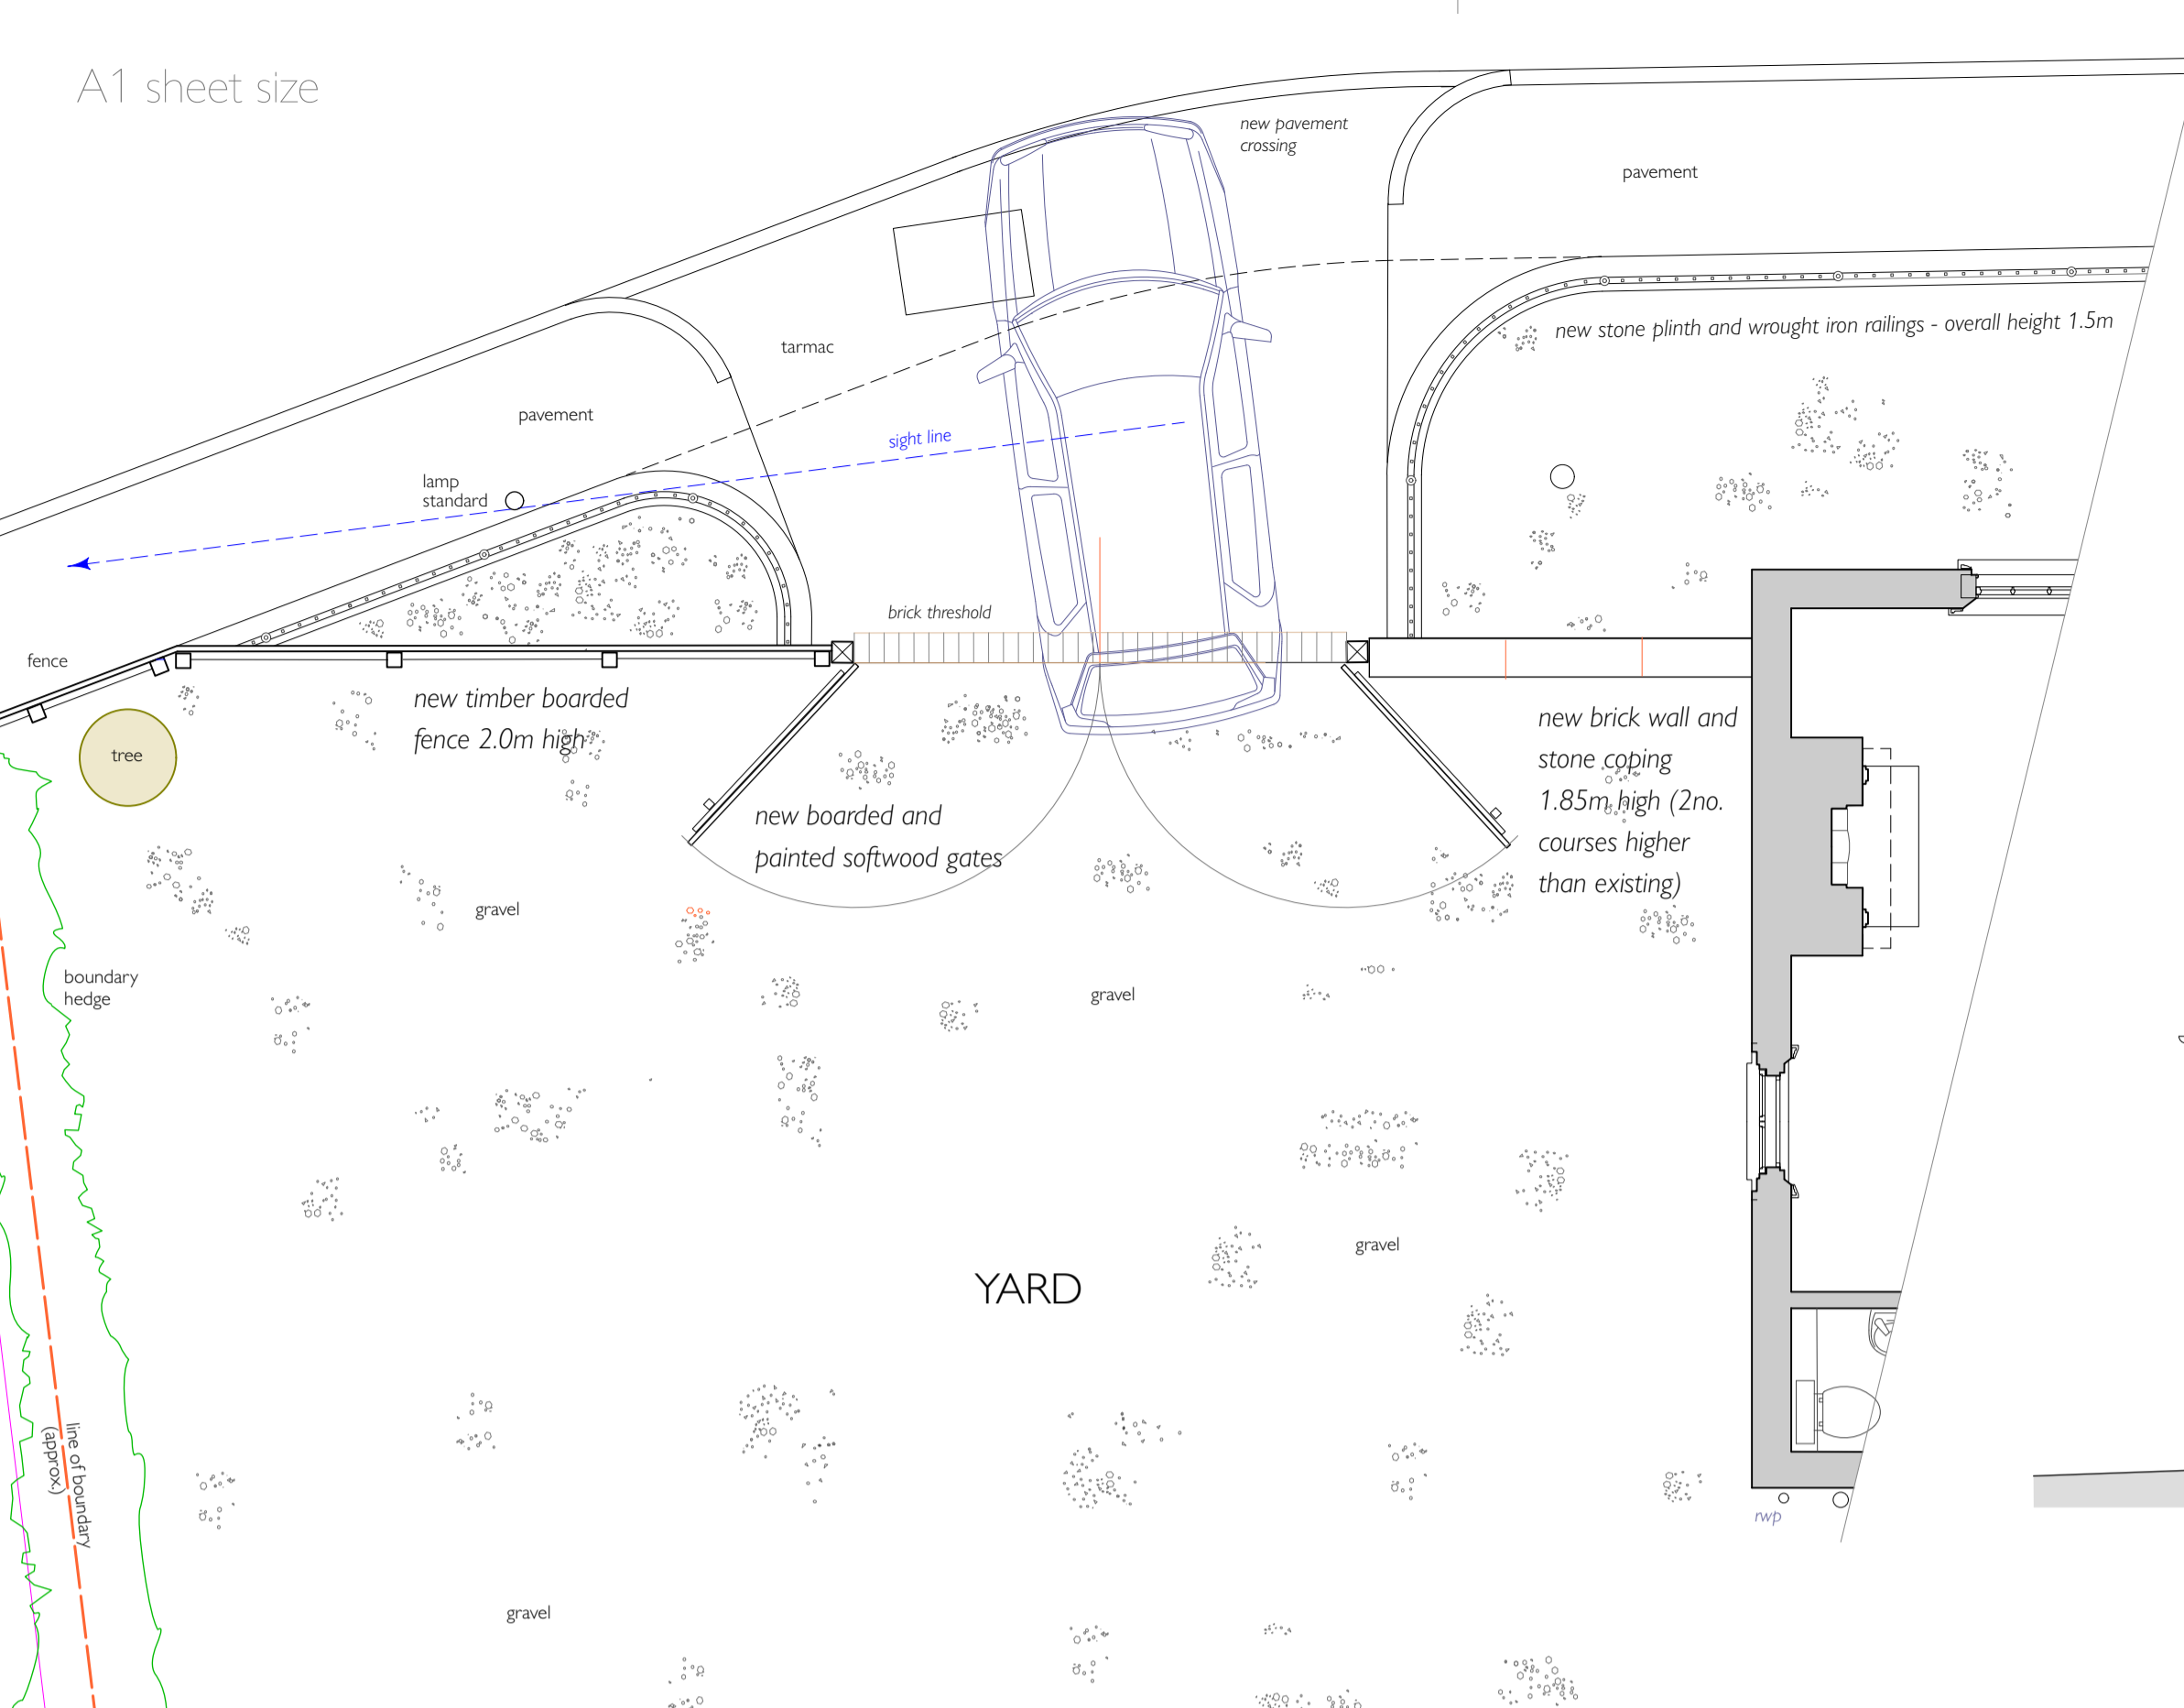 A1 sheet size
new pavement
crossing
pavement
new stone plinth and wrought iron railings - overall height 1.5m
tarmac
pavement
sight line
lamp
standard
brick threshold
fence
new timber boarded
fence 2.0m high
tree
new brick wall and
stone coping
1.85m high (2no.
courses higher
than existing)
new boarded and
painted softwood gates
gravel
boundary
hedge
gravel
gravel
YARD
line of boundary
(approx.)
rwp
gravel